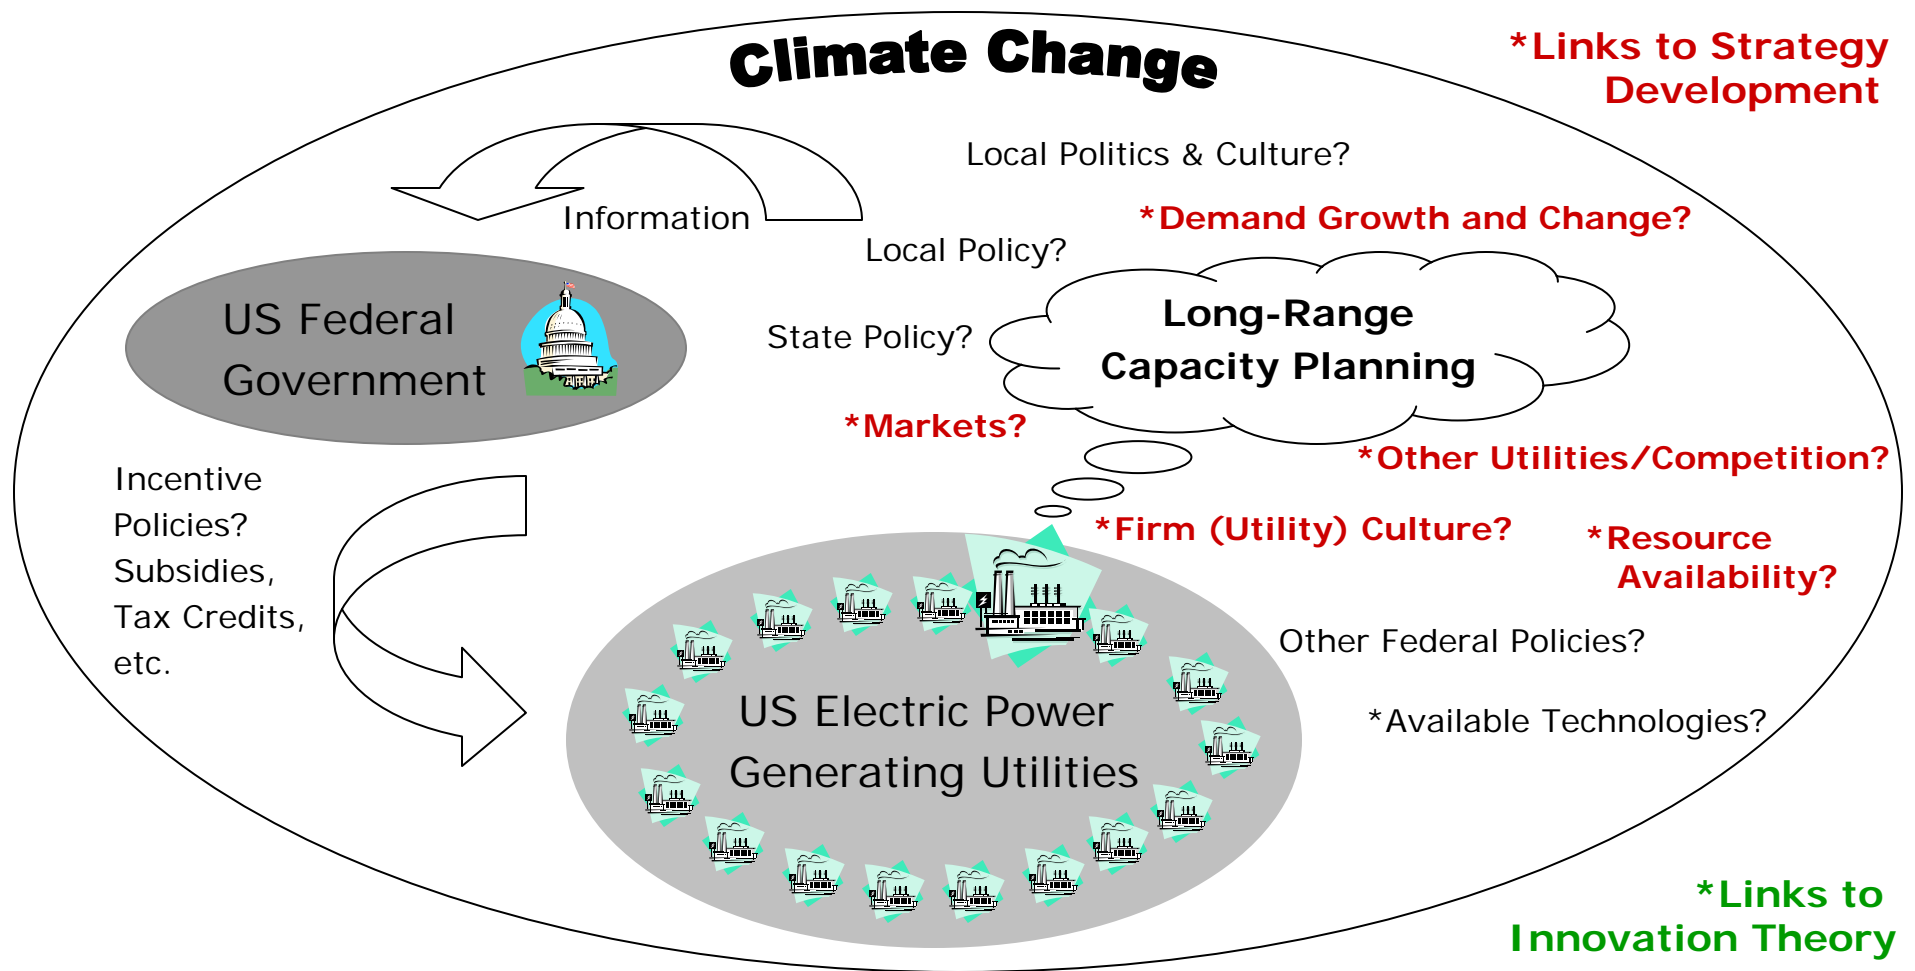 Climate Change
*Links to Strategy
Development
Local Politics & Culture?
Information
*Demand Growth and Change?
Local Policy?
US Federal
Government
State Policy?
Long-Range
Capacity Planning
*Markets?
*Other Utilities/Competition?
Incentive
Policies?
Subsidies,
Tax Credits,
etc.
*Firm (Utility) Culture?
*Resource
Availability?
Other Federal Policies?
*Available Technologies?
US Electric Power
Generating Utilities
*Links to
Innovation Theory